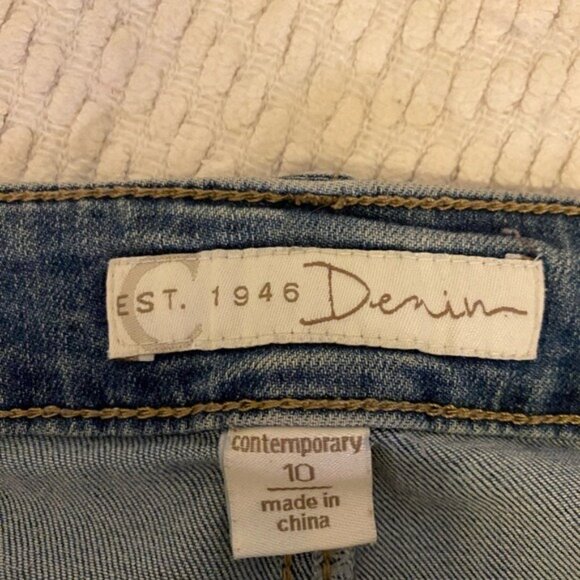 C
EST. 1946 Denim
contemporary
10
made in
china